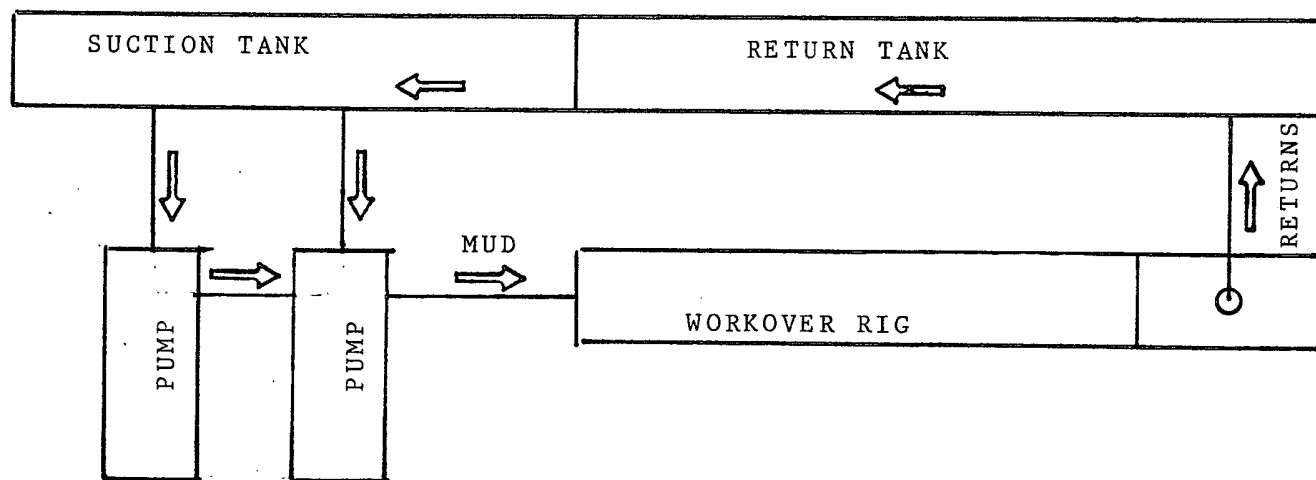 SUCTION TANK
RETURN TANK
RETURNS
MUD
PUMP
PUMP
WORKOVER RIG